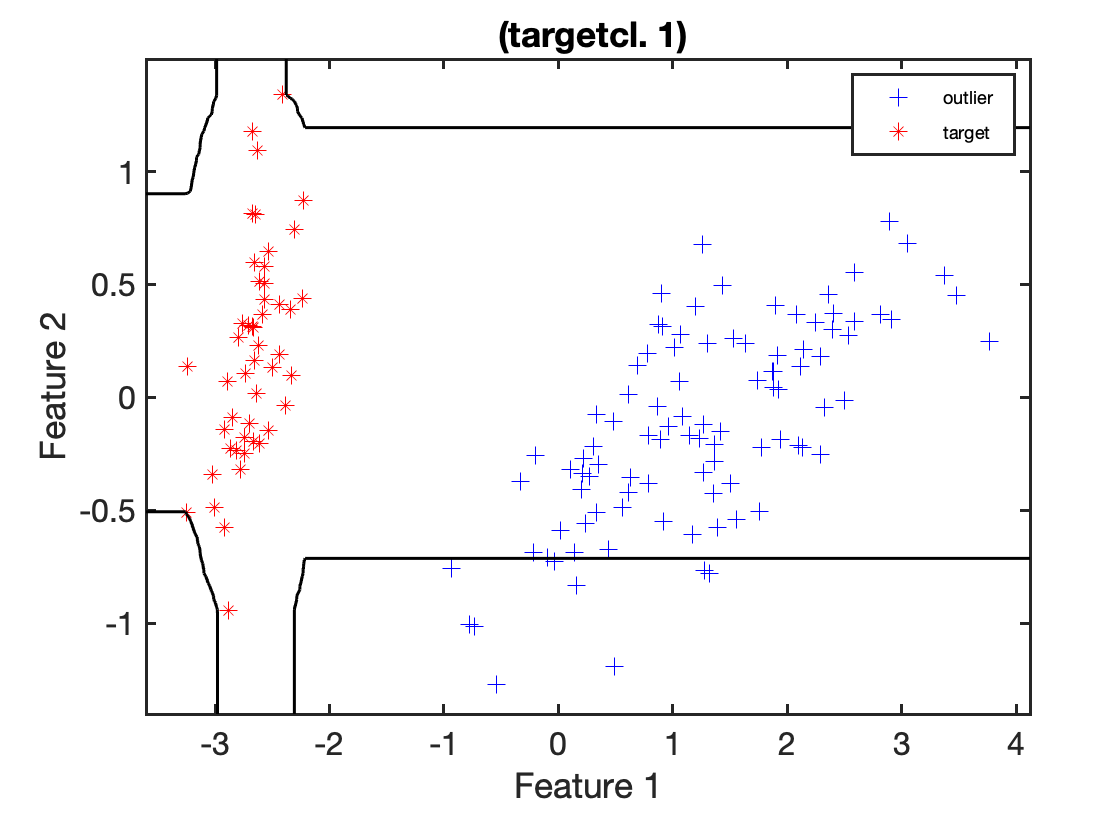 (targetcl. 1)
outlier
target
1
0.5
0
-0.5
-1
Feature 2
-3 -2 -1 0 1 2 3 4
Feature 1